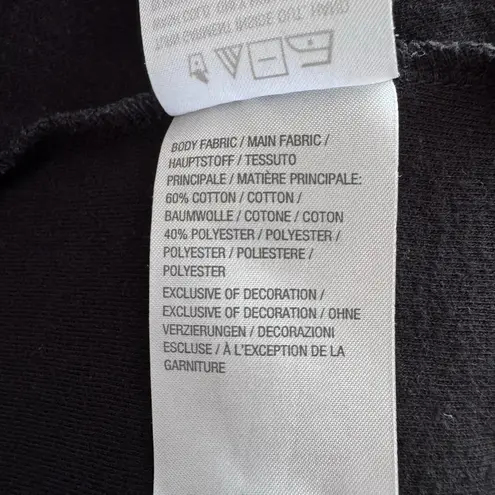 HAND
BODY FABRIC / MAIN FABRIC /
HAUPTSTOFF / TESSUTO
PRINCIPALE / MATIÈRE PRINCIPALE:
60% COTTON / COTTON /
BAUMWOLLE / COTONE / COTON
40% POLYESTER / POLYESTER /
POLYESTER / POLIESTERE /
POLYESTER
EXCLUSIVE OF DECORATION /
EXCLUSIVE OF DECORATION / OHNE
VERZIERUNGEN / DECORAZIONI
ESCLUSE / À L'EXCEPTION DE LA
GARNITURE